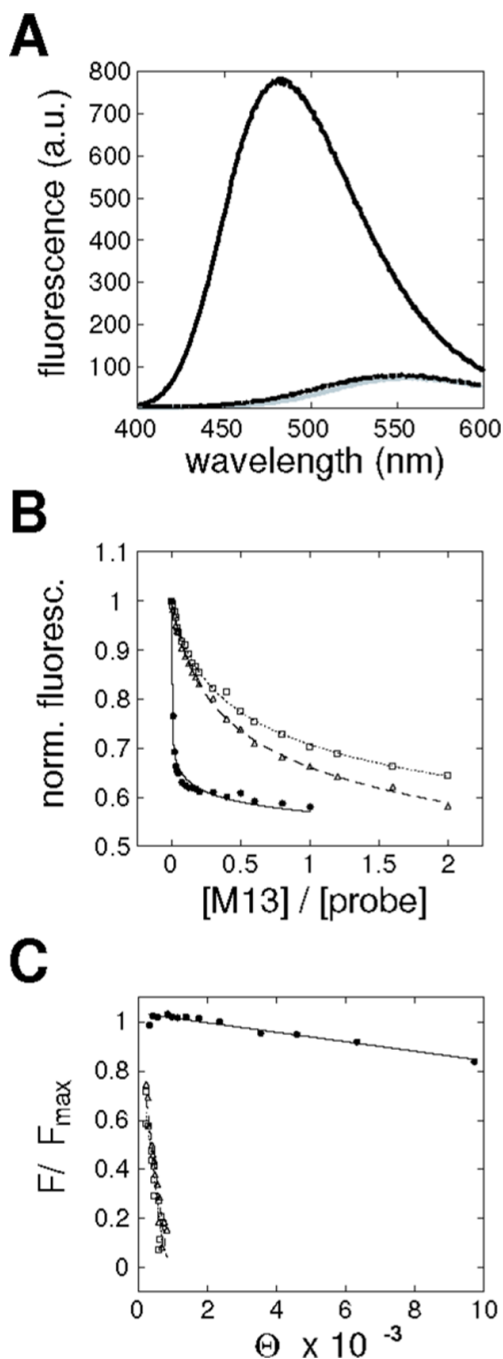 A
fluorescence (a.u.)
800
700
600
500
400
300
200
100
400 450 500 550 600
wavelength (nm)
B
norm. fluoresc.
1.1
1
0.9
0.8
0.7
0.6
0.5
0 0.5 1 1.5 2
[M13] / [probe]
C
F/ Fmax
1
0.8
0.6
0.4
0.2
0
0 2 4 6 8 10
Θ x 10 -3